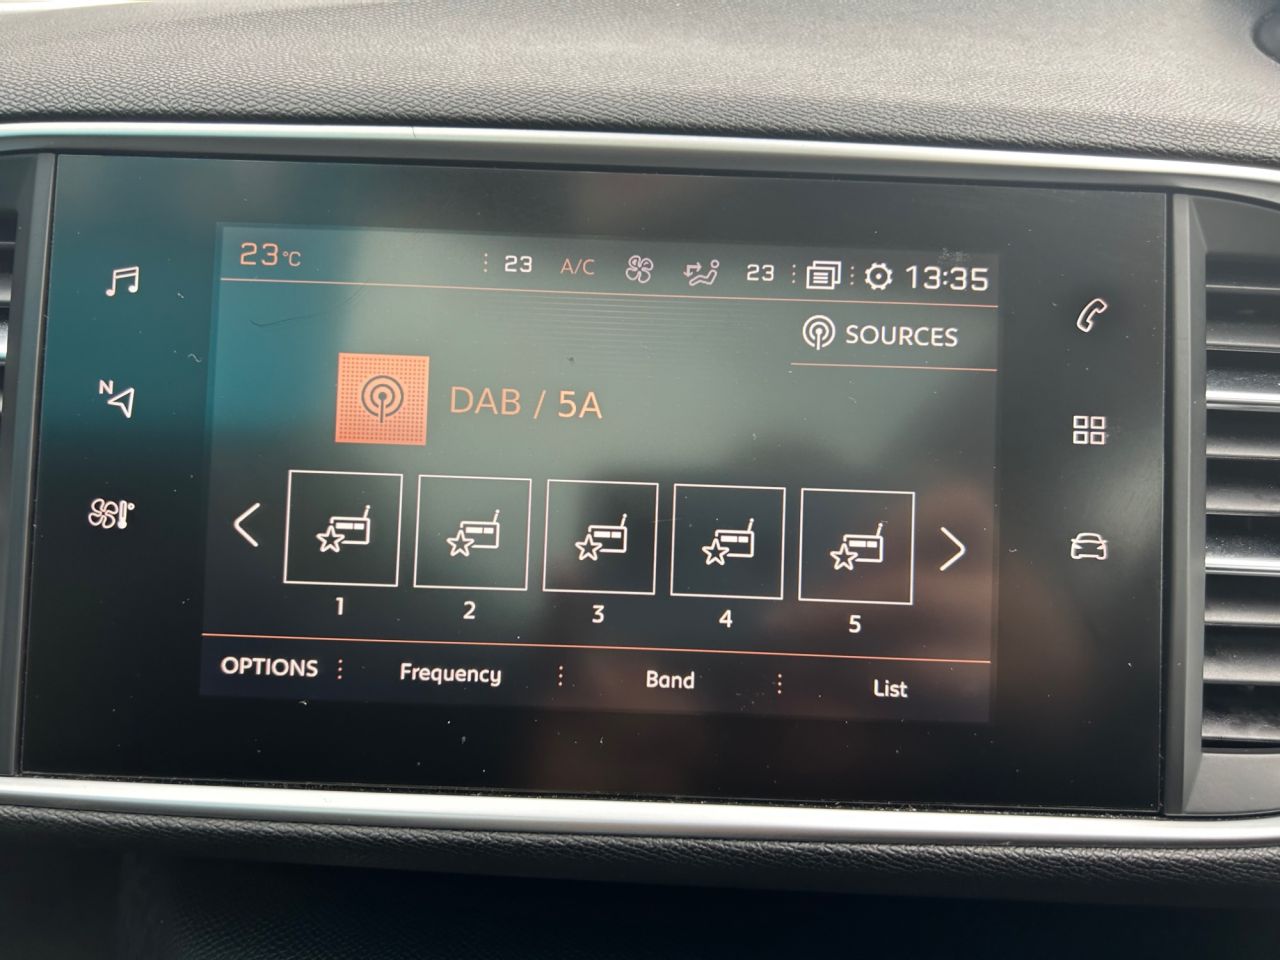 23°C 23 A/C 23 13:35
SOURCES
N
DAB / 5A
1 2 3 4 5
OPTIONS Frequency Band List